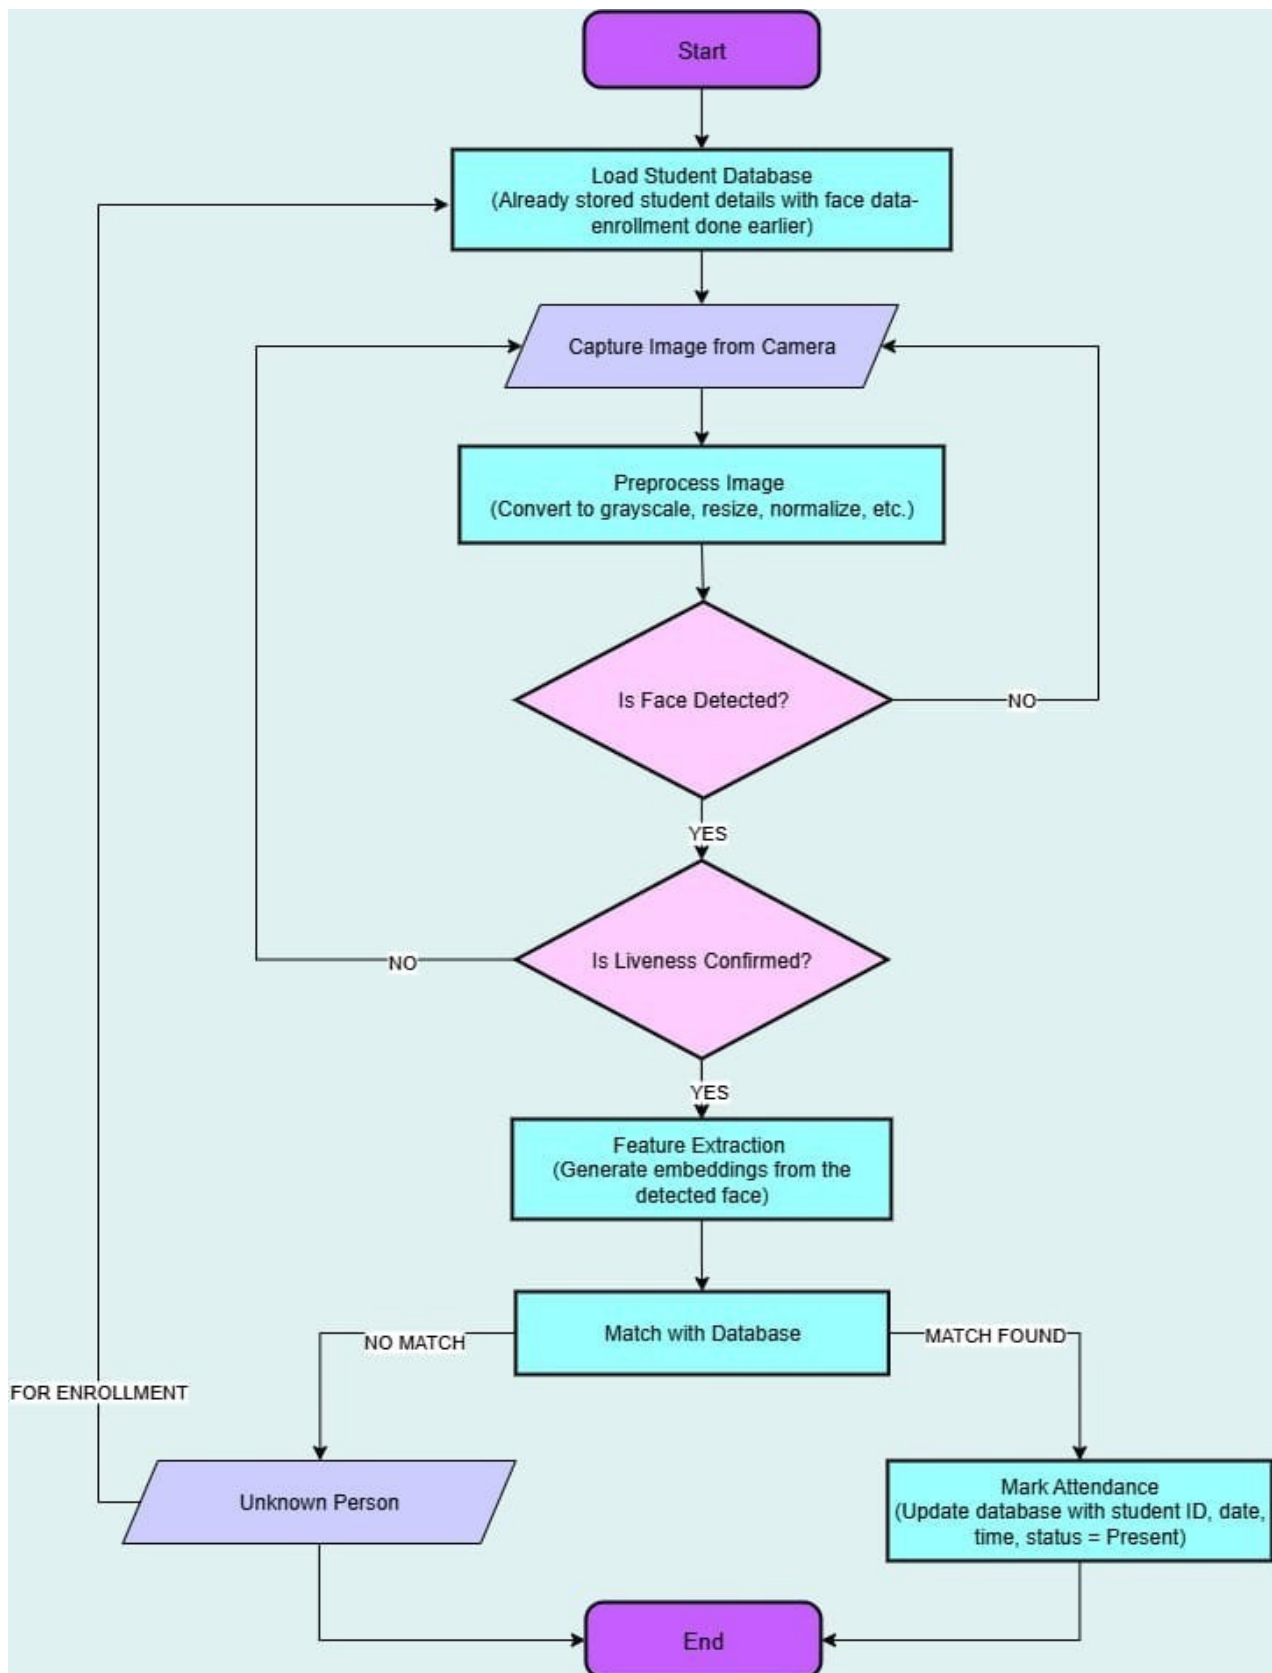 Start
Load Student Database
(Already stored student details with face data-
enrollment done earlier)
Capture Image from Camera
Preprocess Image
(Convert to grayscale, resize, normalize, etc.)
Is Face Detected?
NO
YES
Is Liveness Confirmed?
NO
YES
Feature Extraction
(Generate embeddings from the
detected face)
Match with Database
NO MATCH
MATCH FOUND
FOR ENROLLMENT
Unknown Person
Mark Attendance
(Update database with student ID, date,
time, status = Present)
End